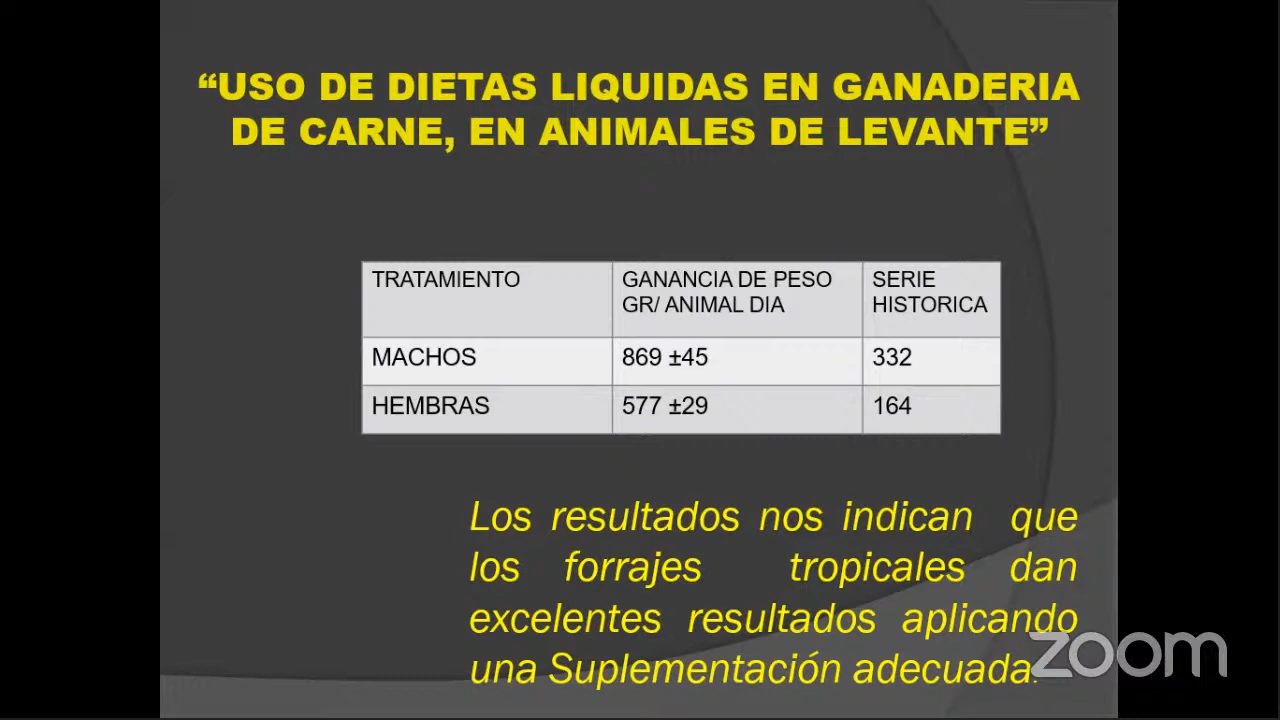 “USO DE DIETAS LIQUIDAS EN GANADERIA
DE CARNE, EN ANIMALES DE LEVANTE”
TRATAMIENTO GANANCIA DE PESO SERIE
GR/ ANIMAL DIA HISTORICA
MACHOS 869 ±45 332
HEMBRAS 577 ±29 164
Los resultados nos indican que
los forrajes tropicales dan
excelentes resultados aplicando
una Suplementación adecuada.
zoom